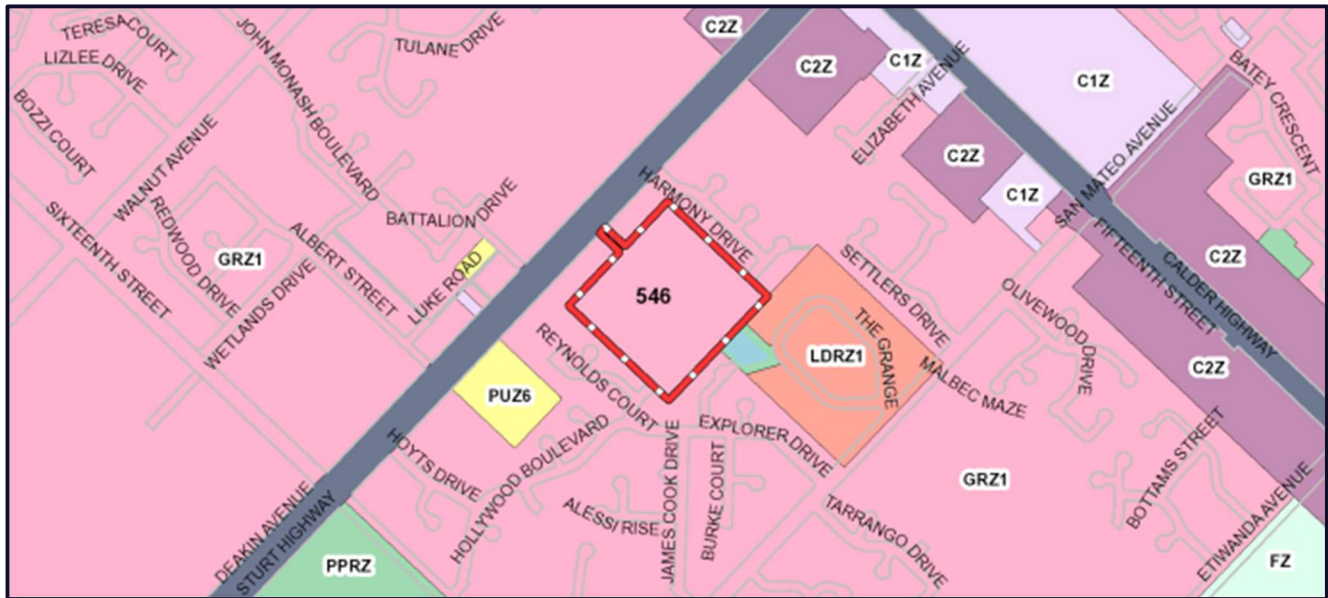 TERESA COURT
LIZLEE DRIVE
BOZZI COURT
JOHN MONASH BOULEVARD
TULANE DRIVE
C2Z
C2Z
C1Z
ELIZABETH AVENUE
C1Z
BATEY CRESCENT
WALNUT AVENUE
SIXTEENTH STREET
REDWOOD DRIVE
GRZ1
BATTALION DRIVE
ALBERT STREET
LUKE ROAD
WETLANDS DRIVE
HARMONY DRIVE
546
C2Z
C1Z
SAN MATEO AVENUE
GRZ1
FIFTEENTH STREET
CALDER HIGHWAY
C2Z
SETTLERS DRIVE
OLIVEWOOD DRIVE
THE GRANGE
LDRZ1
MALBEC MAZE
C2Z
REYNOLDS COURT
PUZ6
HOYTS DRIVE
HOLLYWOOD BOULEVARD
EXPLORER DRIVE
JAMES COOK DRIVE
BURKE COURT
ALESSI RISE
TARRANGO DRIVE
GRZ1
BOTTAMS STREET
ETIWANDA AVENUE
DEAKIN AVENUE
STURT HIGHWAY
PPRZ
FZ